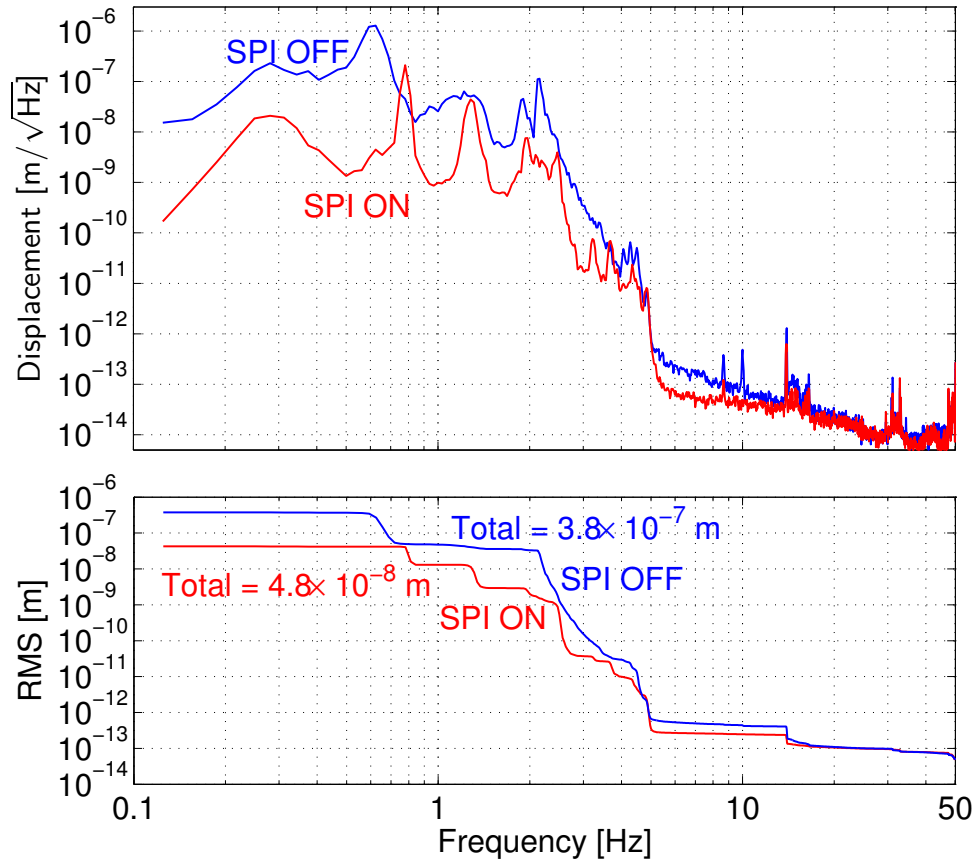 10⁻⁶
10⁻⁷
10⁻⁸
10⁻⁹
10⁻¹⁰
10⁻¹¹
10⁻¹²
10⁻¹³
10⁻¹⁴
Displacement [m/√Hz]
SPI OFF
SPI ON
10⁻⁶
10⁻⁷
10⁻⁸
10⁻⁹
10⁻¹⁰
10⁻¹¹
10⁻¹²
10⁻¹³
10⁻¹⁴
RMS [m]
Total = 3.8× 10⁻⁷ m
SPI OFF
Total = 4.8× 10⁻⁸ m
SPI ON
0.1 1 10 50
Frequency [Hz]